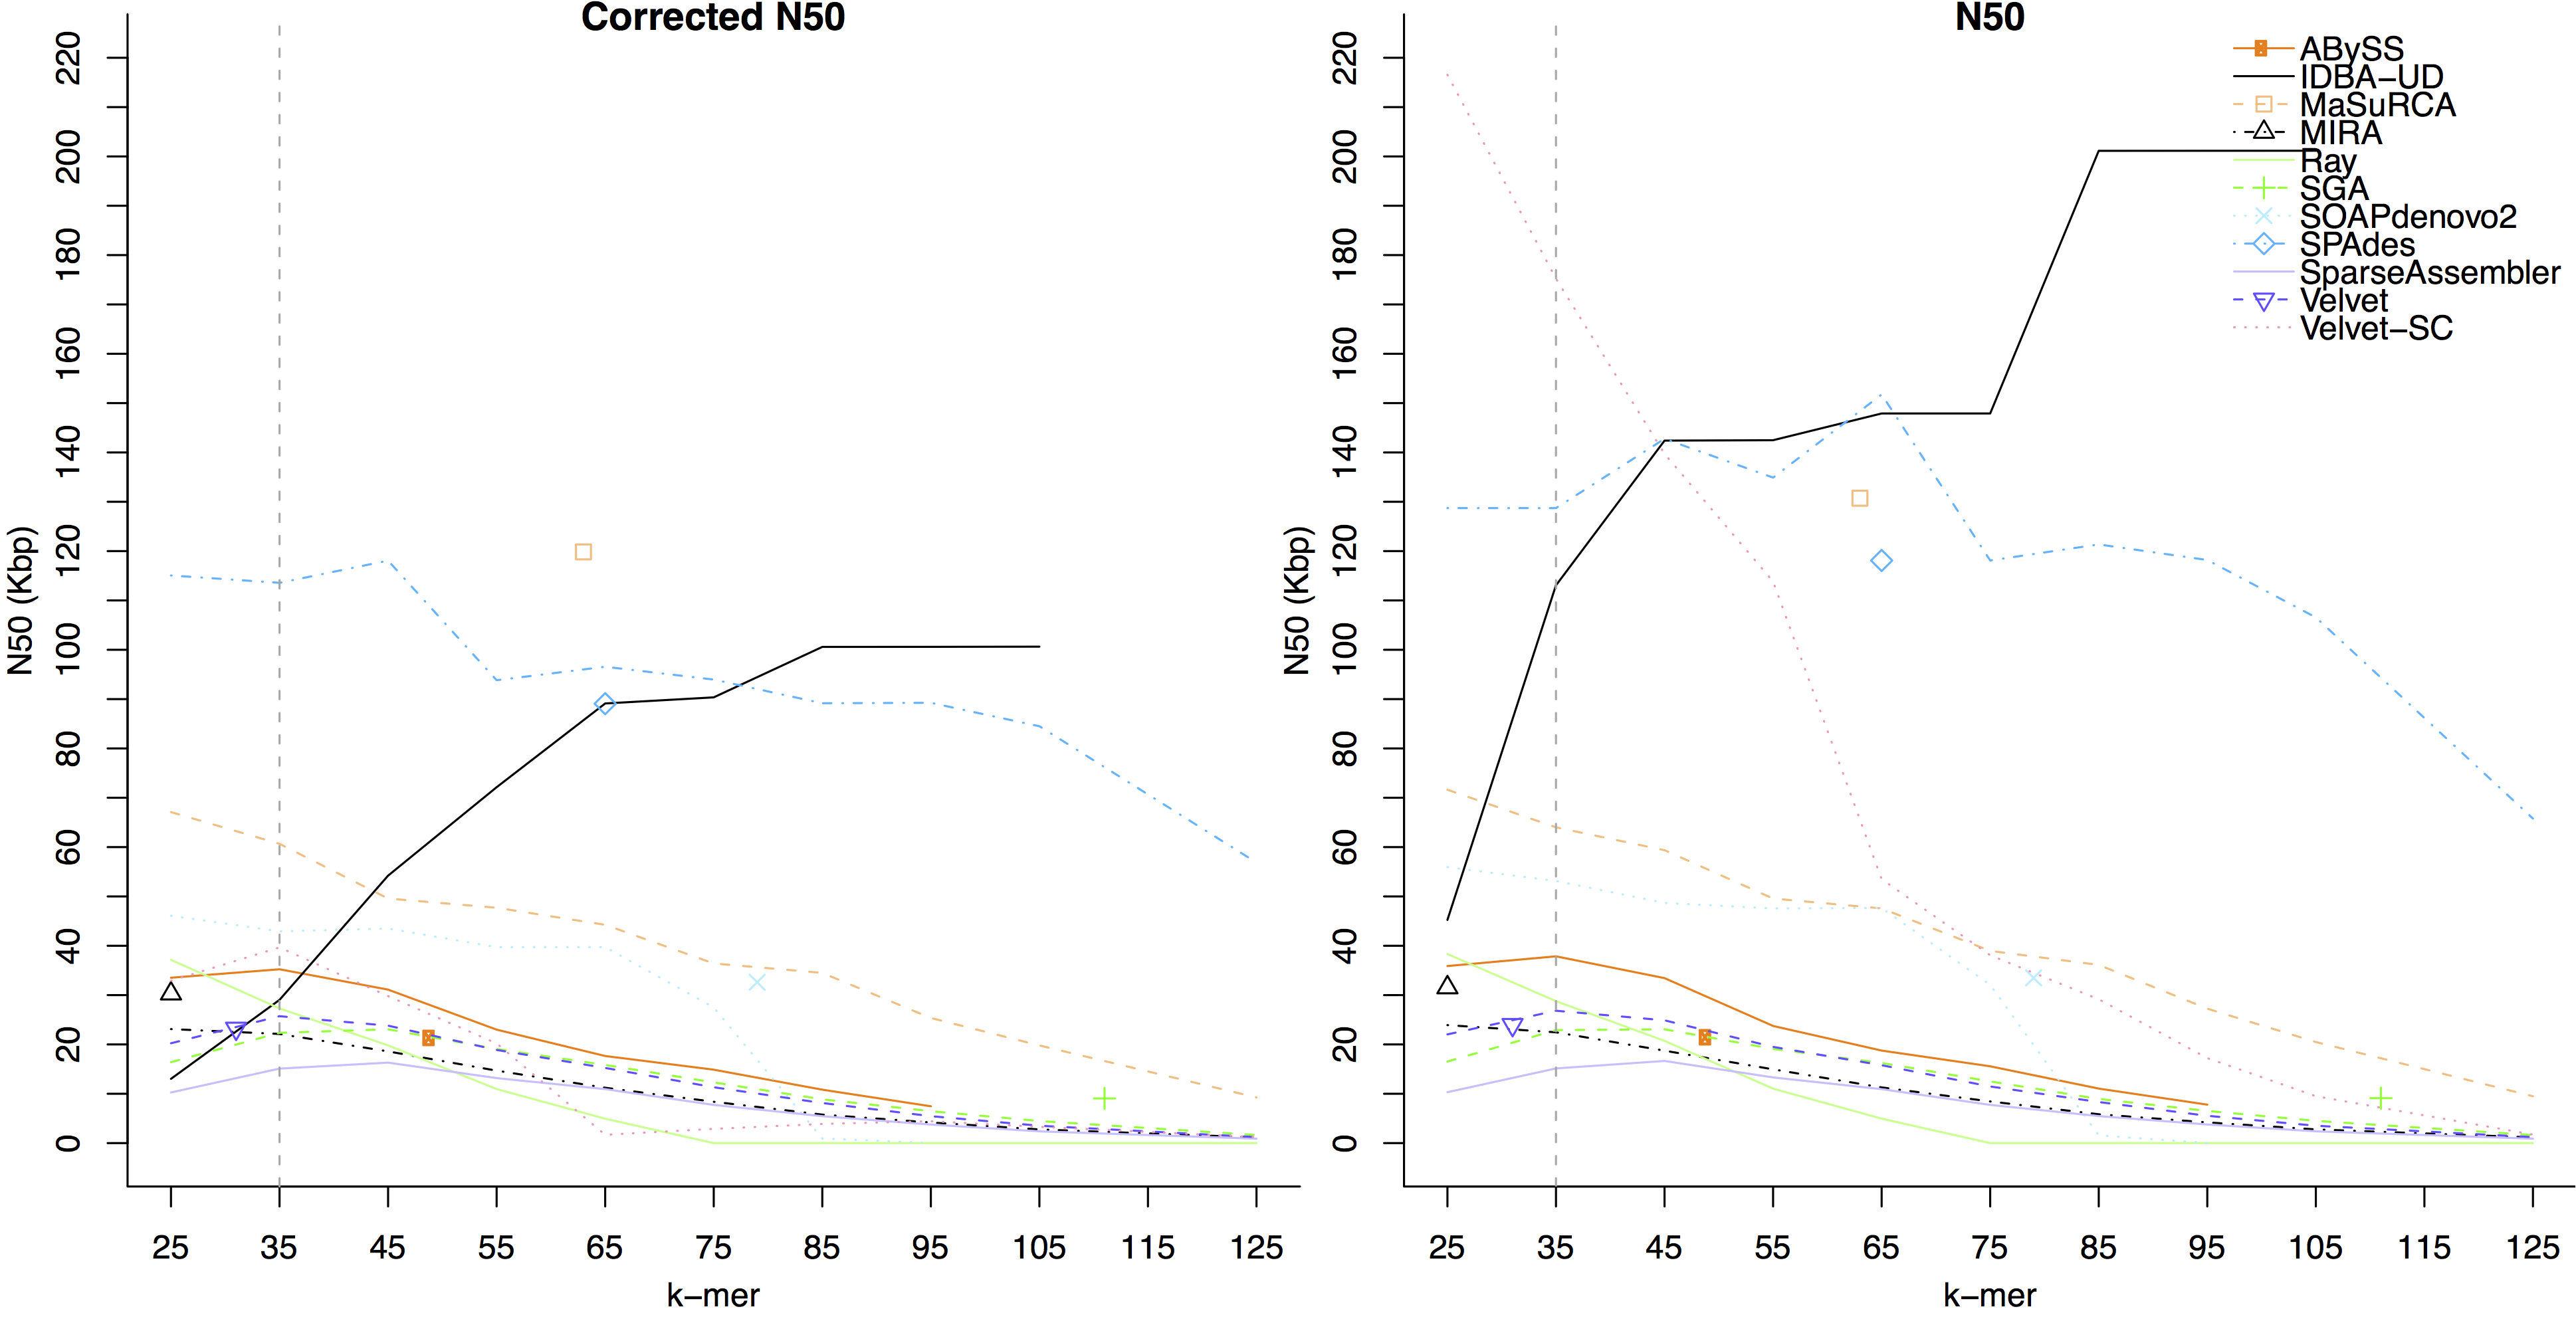 Corrected N50
220
200
180
160
140
120
100
80
60
40
20
0
N50 (Kbp)
25 35 45 55 65 75 85 95 105 115 125
k−mer
N50
220
200
180
160
140
120
100
80
60
40
20
0
N50 (Kbp)
25 35 45 55 65 75 85 95 105 115 125
k−mer
ABySS
IDBA−UD
MaSuRCA
MIRA
Ray
SGA
SOAPdenovo2
SPAdes
SparseAssembler
Velvet
Velvet−SC